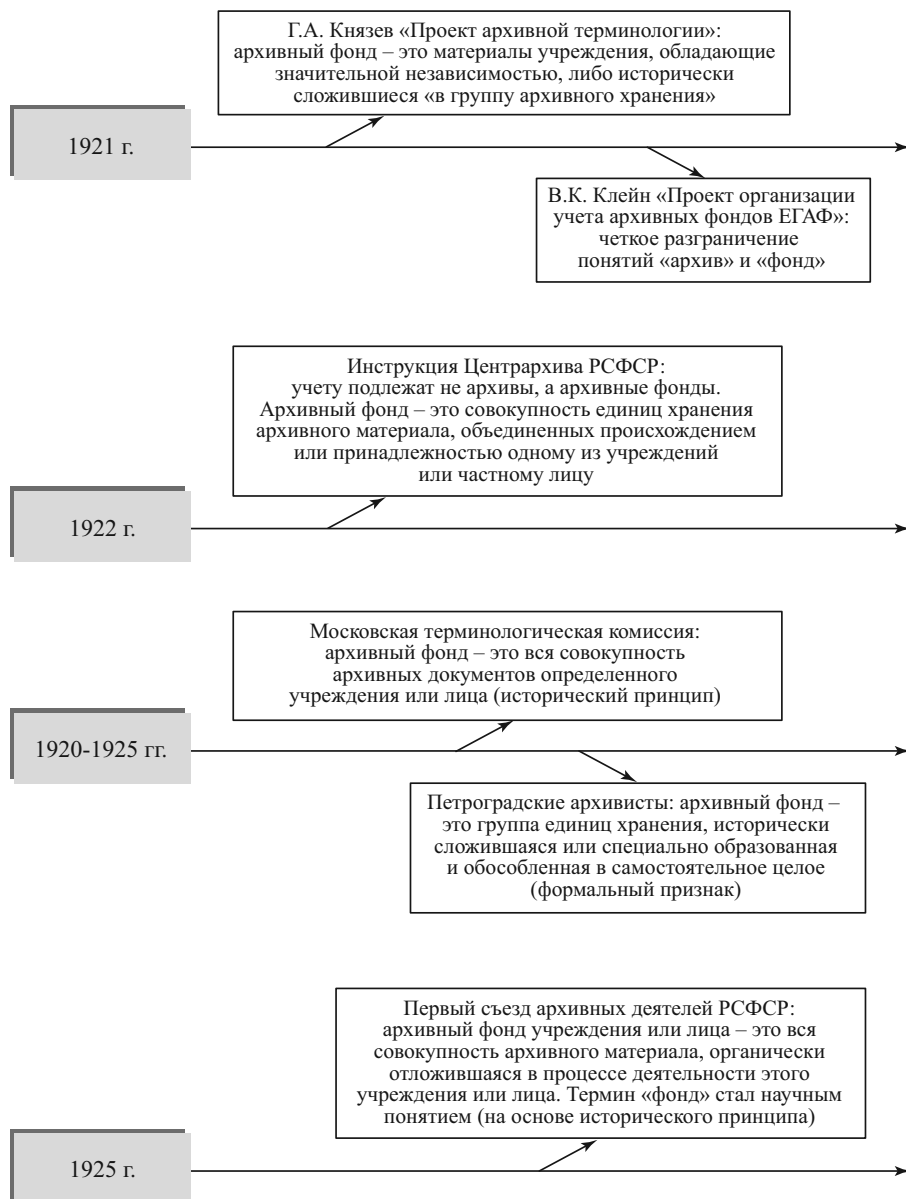 Г.А. Князев «Проект архивной терминологии»:
архивный фонд – это материалы учреждения, обладающие
значительной независимостью, либо исторически
сложившиеся «в группу архивного хранения»
1921 г.
В.К. Клейн «Проект организации
учета архивных фондов ЕГАФ»:
четкое разграничение
понятий «архив» и «фонд»
Инструкция Центрархива РСФСР:
учету подлежат не архивы, а архивные фонды.
Архивный фонд – это совокупность единиц хранения
архивного материала, объединенных происхождением
или принадлежностью одному из учреждений
или частному лицу
1922 г.
Московская терминологическая комиссия:
архивный фонд – это вся совокупность
архивных документов определенного
учреждения или лица (исторический принцип)
1920-1925 гг.
Петроградские архивисты: архивный фонд –
это группа единиц хранения, исторически
сложившаяся или специально образованная
и обособленная в самостоятельное целое
(формальный признак)
Первый съезд архивных деятелей РСФСР:
архивный фонд учреждения или лица – это вся
совокупность архивного материала, органически
отложившаяся в процессе деятельности этого
учреждения или лица. Термин «фонд» стал научным
понятием (на основе исторического принципа)
1925 г.